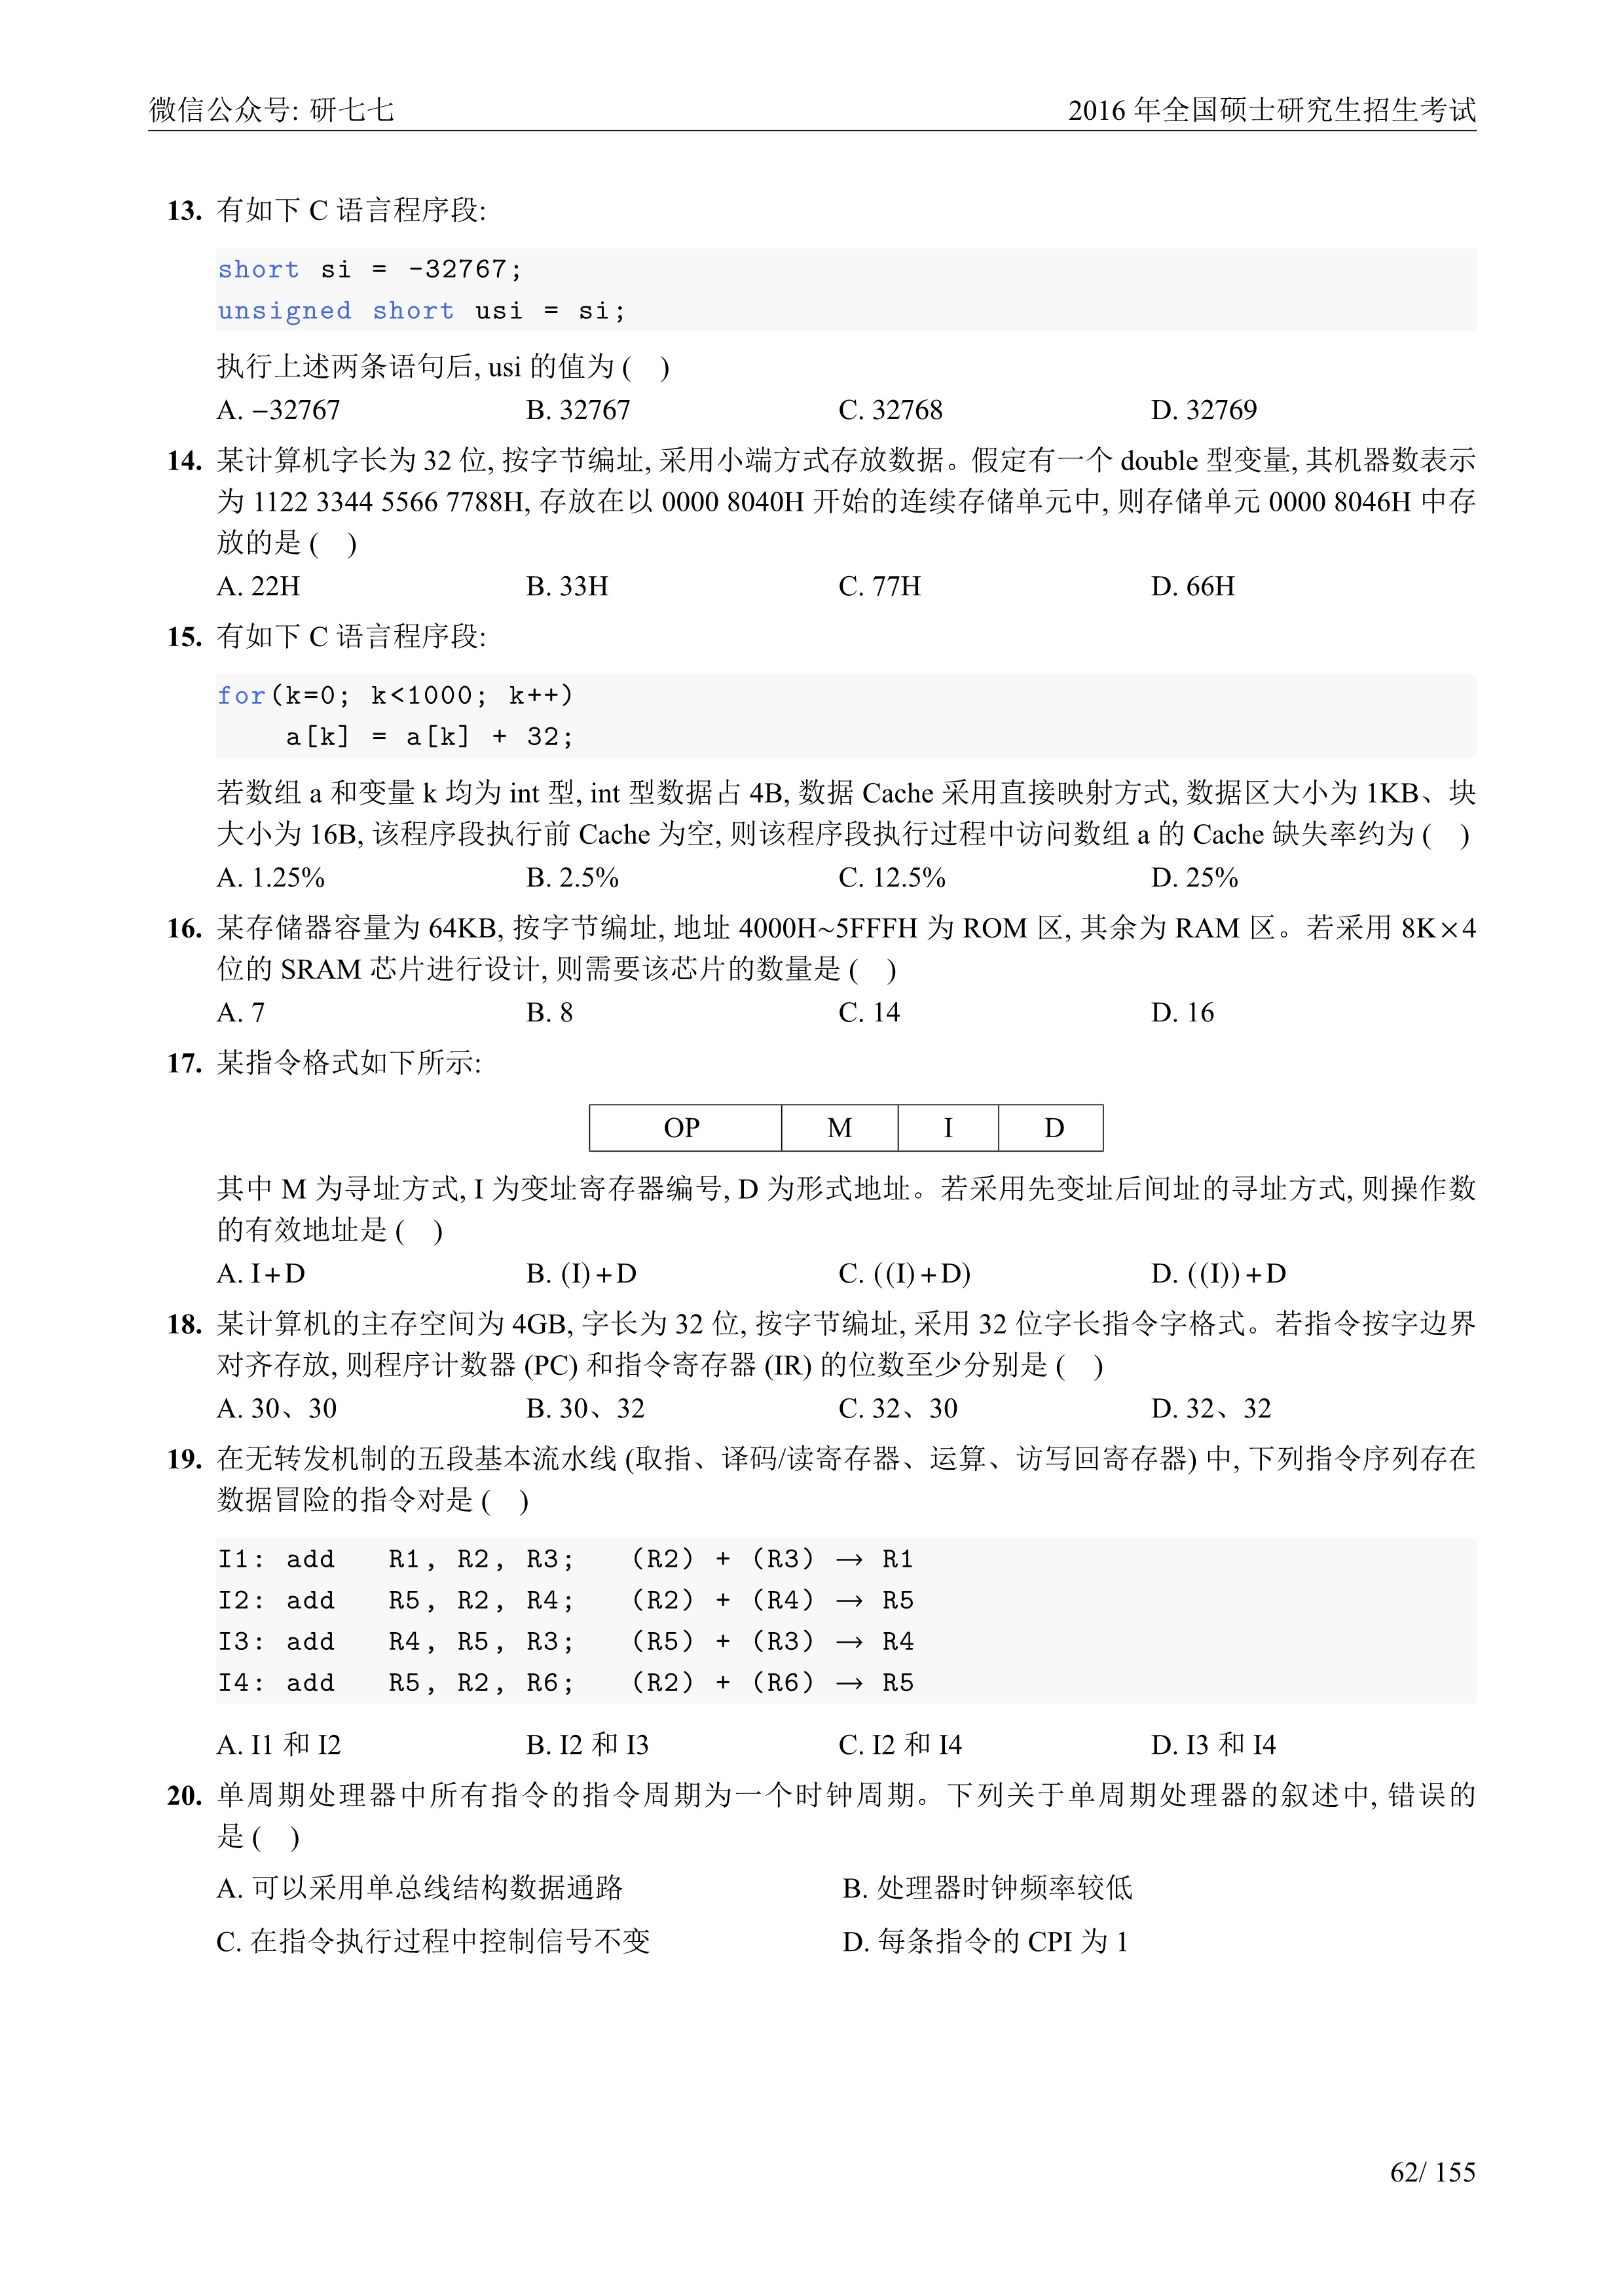 微信公众号: 研七七
2016 年全国硕士研究生招生考试
13. 有如下 C 语言程序段:
short si = -32767;
unsigned short usi = si;
执行上述两条语句后, usi 的值为 (   )
A. −32767   B. 32767   C. 32768   D. 32769
14. 某计算机字长为 32 位, 按字节编址, 采用小端方式存放数据。假定有一个 double 型变量, 其机器数表示
为 1122 3344 5566 7788H, 存放在以 0000 8040H 开始的连续存储单元中, 则存储单元 0000 8046H 中存
放的是 (   )
A. 22H   B. 33H   C. 77H   D. 66H
15. 有如下 C 语言程序段:
for(k=0; k<1000; k++)
    a[k] = a[k] + 32;
若数组 a 和变量 k 均为 int 型, int 型数据占 4B, 数据 Cache 采用直接映射方式, 数据区大小为 1KB、块
大小为 16B, 该程序段执行前 Cache 为空, 则该程序段执行过程中访问数组 a 的 Cache 缺失率约为 (   )
A. 1.25%   B. 2.5%   C. 12.5%   D. 25%
16. 某存储器容量为 64KB, 按字节编址, 地址 4000H~5FFFH 为 ROM 区, 其余为 RAM 区。若采用 8K×4
位的 SRAM 芯片进行设计, 则需要该芯片的数量是 (   )
A. 7   B. 8   C. 14   D. 16
17. 某指令格式如下所示:
OP   M   I   D
其中 M 为寻址方式, I 为变址寄存器编号, D 为形式地址。若采用先变址后间址的寻址方式, 则操作数
的有效地址是 (   )
A. I+D   B. (I)+D   C. ((I)+D)   D. ((I))+D
18. 某计算机的主存空间为 4GB, 字长为 32 位, 按字节编址, 采用 32 位字长指令字格式。若指令按字边界
对齐存放, 则程序计数器 (PC) 和指令寄存器 (IR) 的位数至少分别是 (   )
A. 30、30   B. 30、32   C. 32、30   D. 32、32
19. 在无转发机制的五段基本流水线 (取指、译码/读寄存器、运算、访写回寄存器) 中, 下列指令序列存在
数据冒险的指令对是 (   )
I1: add   R1, R2, R3;   (R2) + (R3) → R1
I2: add   R5, R2, R4;   (R2) + (R4) → R5
I3: add   R4, R5, R3;   (R5) + (R3) → R4
I4: add   R5, R2, R6;   (R2) + (R6) → R5
A. I1 和 I2   B. I2 和 I3   C. I2 和 I4   D. I3 和 I4
20. 单周期处理器中所有指令的指令周期为一个时钟周期。下列关于单周期处理器的叙述中, 错误的
是 (   )
A. 可以采用单总线结构数据通路   B. 处理器时钟频率较低
C. 在指令执行过程中控制信号不变   D. 每条指令的 CPI 为 1
62/ 155